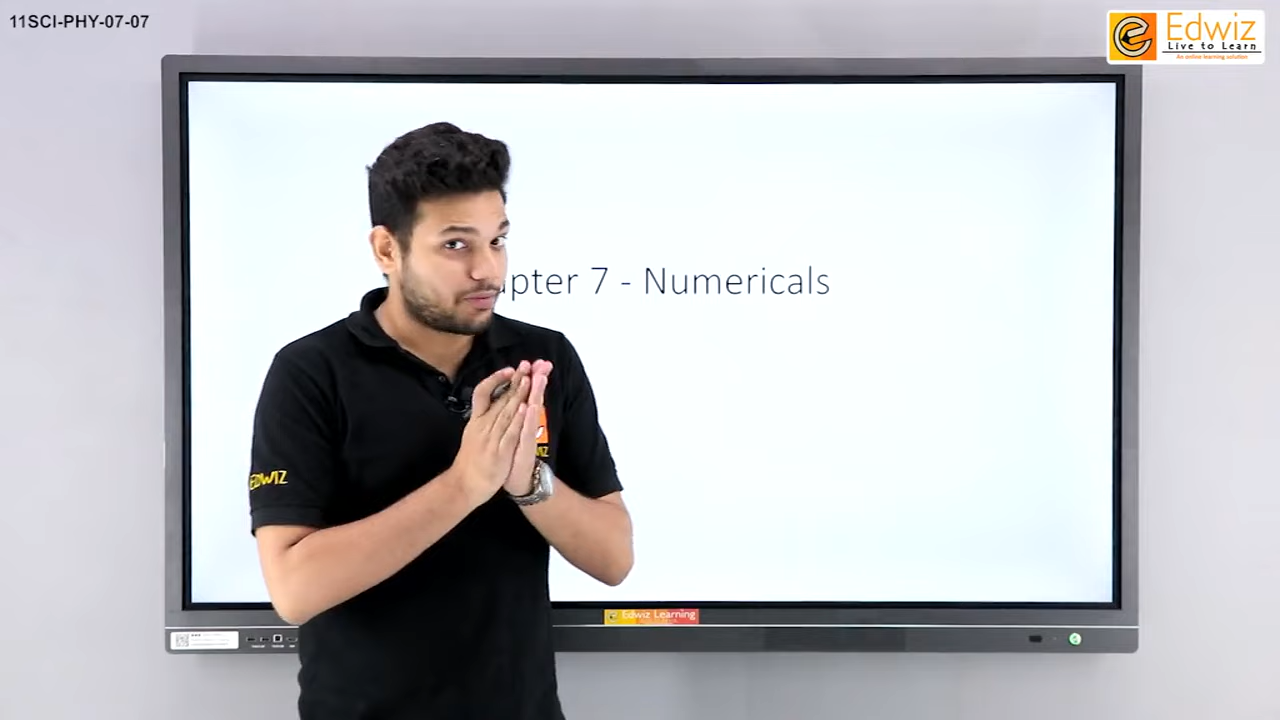 11SCI-PHY-07-07
Edwiz
Live to Learn
An online learning solution
pter 7 - Numericals
EDWIZ
Edwiz Learning